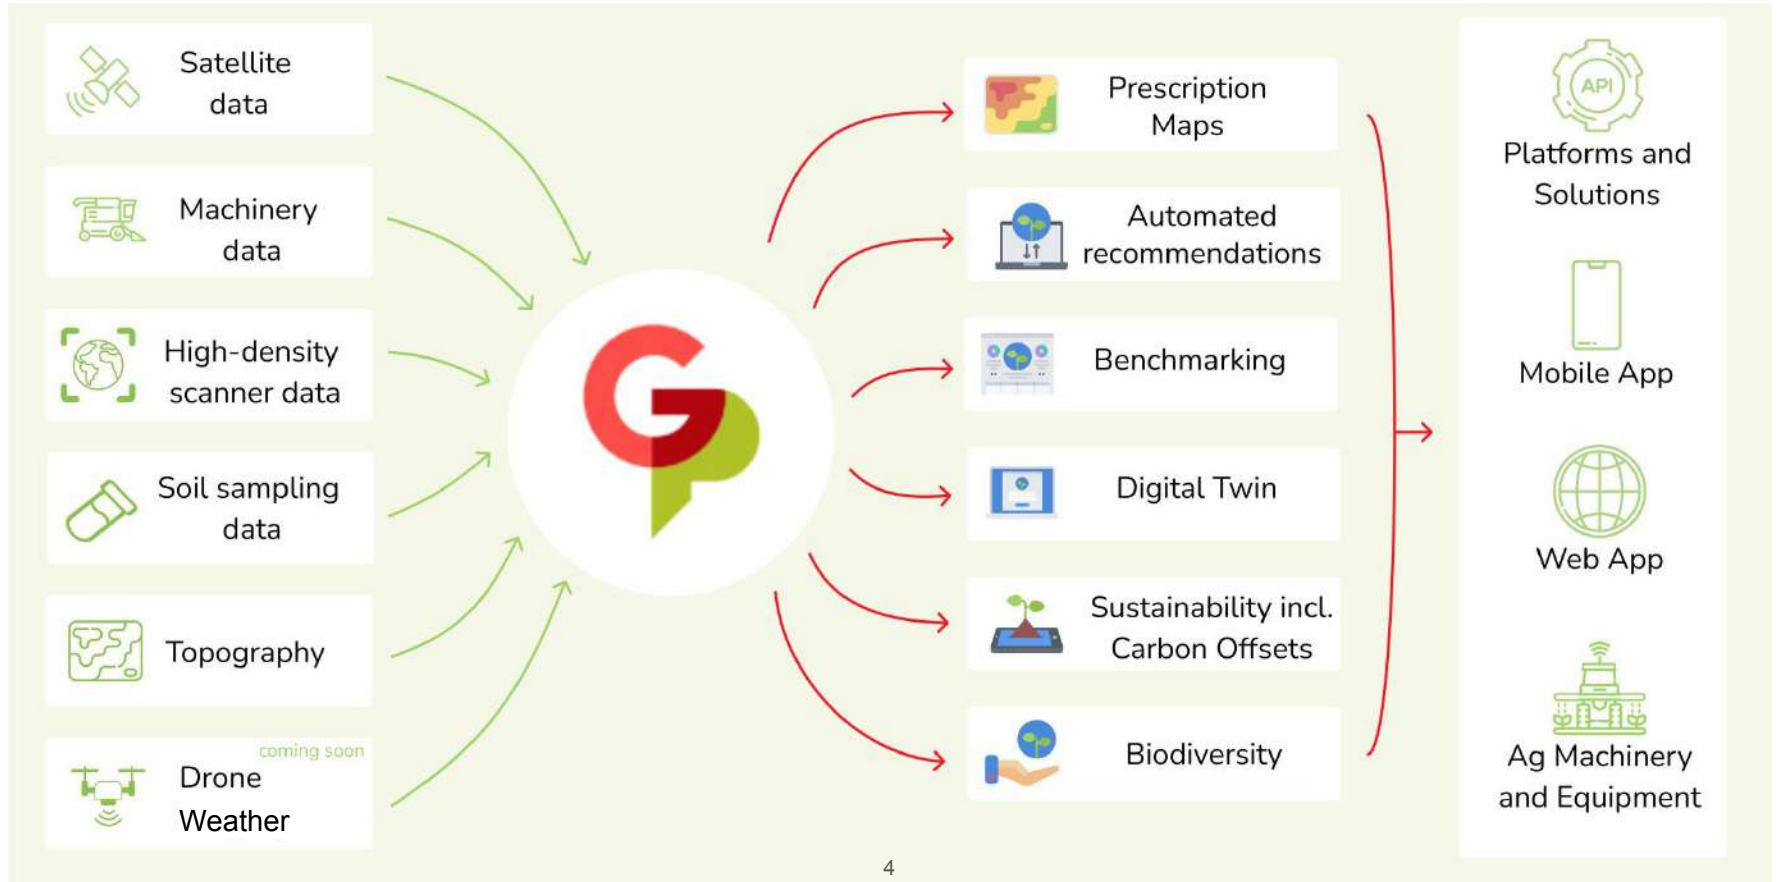 Satellite
data
Machinery
data
High-density
scanner data
Soil sampling
data
Topography
coming soon
Drone
Weather
GP
Prescription
Maps
Automated
recommendations
Benchmarking
Digital Twin
Sustainability incl.
Carbon Offsets
Biodiversity
API
Platforms and
Solutions
Mobile App
Web App
Ag Machinery
and Equipment
4